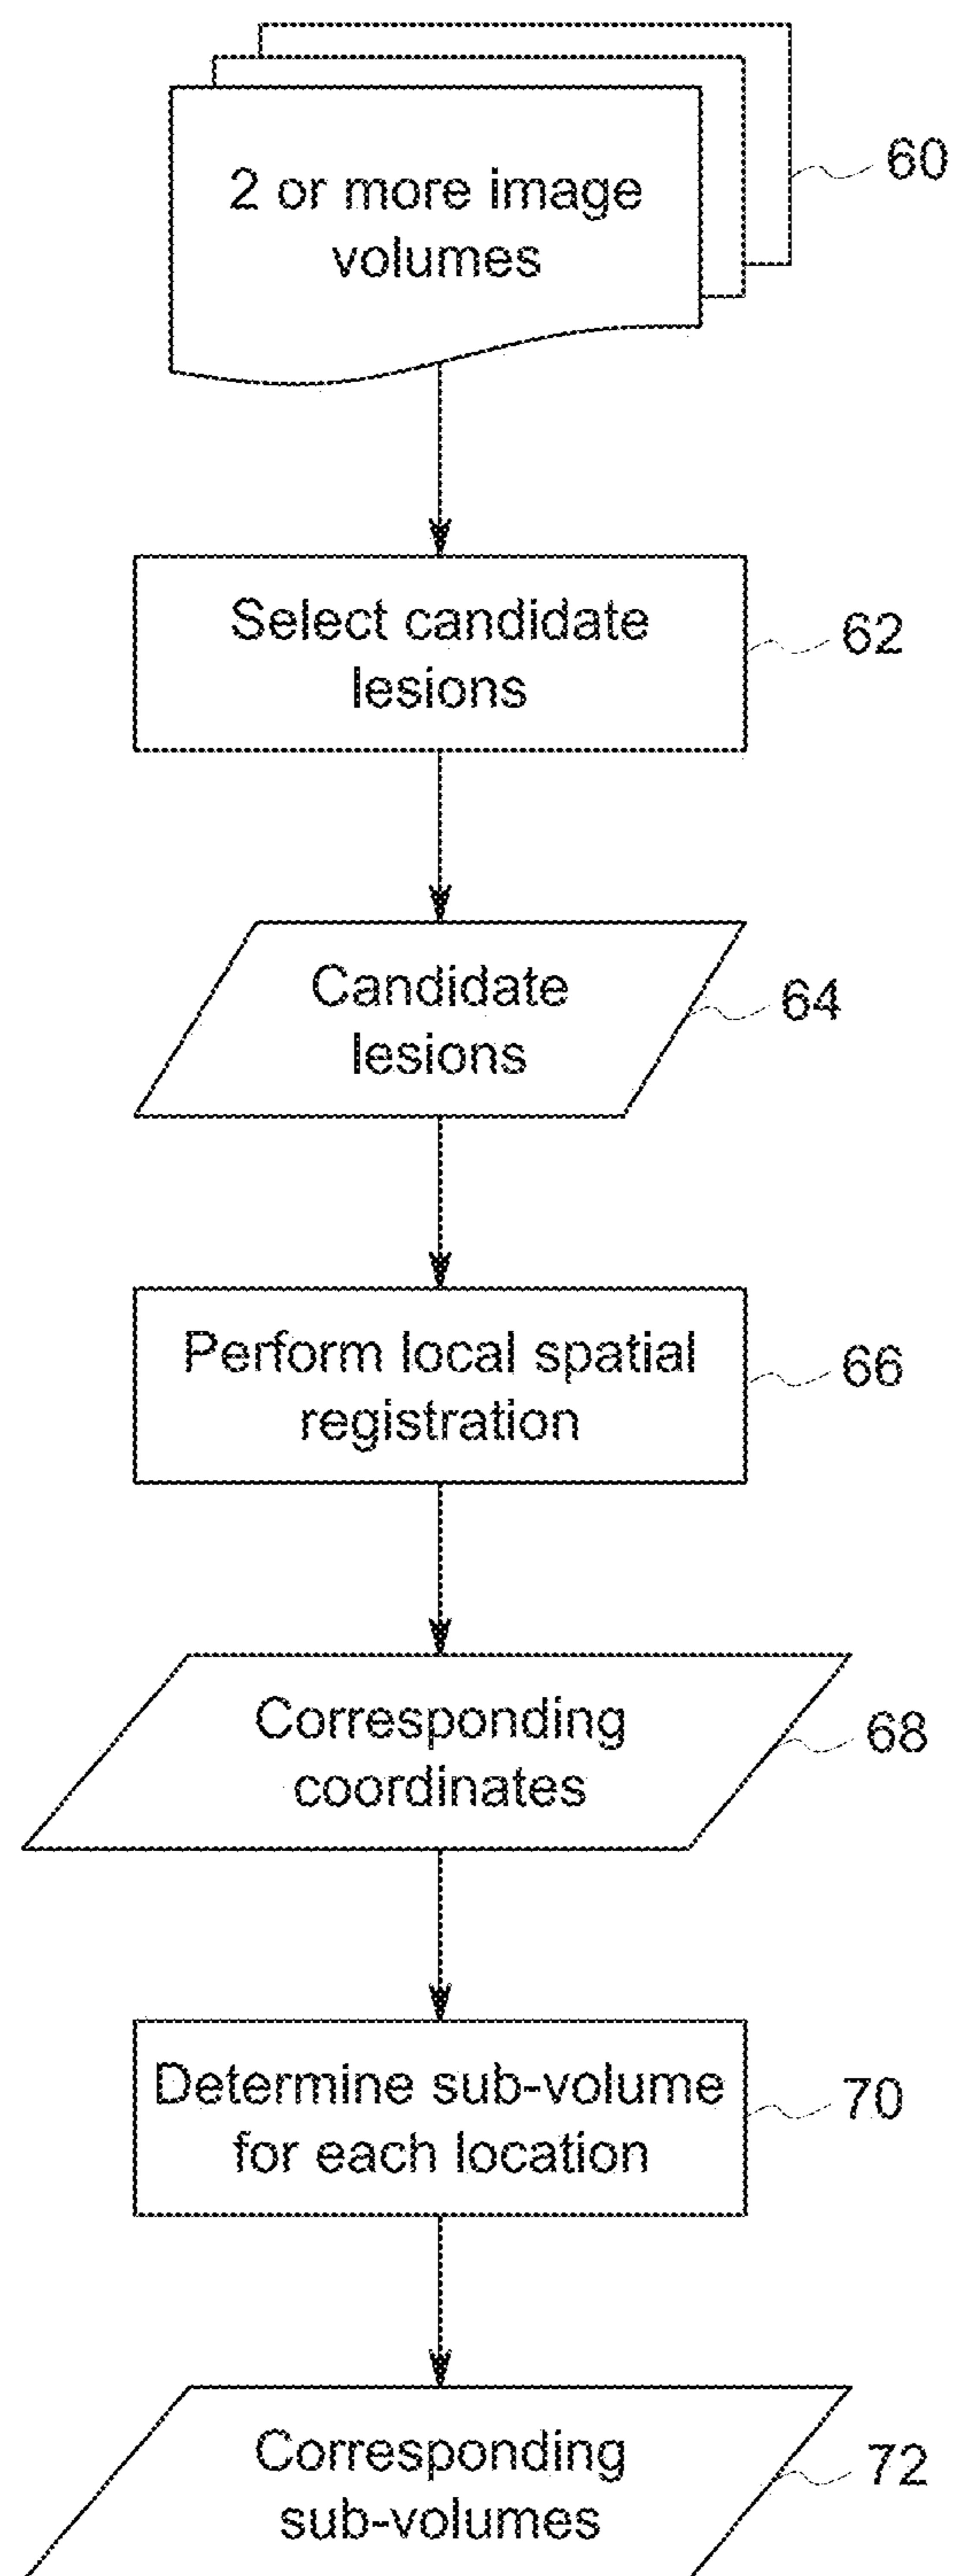 2 or more image
volumes
60
Select candidate
lesions
62
Candidate
lesions
64
Perform local spatial
registration
66
Corresponding
coordinates
68
Determine sub-volume
for each location
70
Corresponding
sub-volumes
72